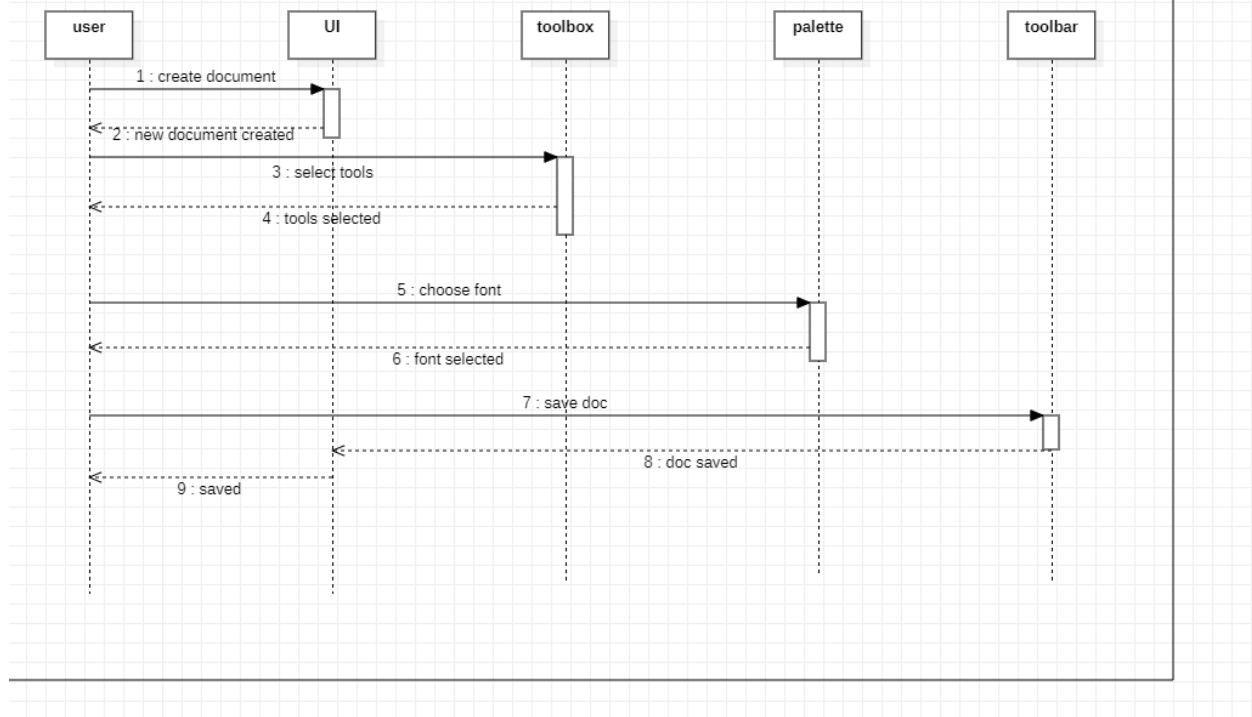 user
UI
toolbox
palette
toolbar
1 : create document
2 : new document created
3 : select tools
4 : tools selected
5 : choose font
6 : font selected
7 : save doc
8 : doc saved
9 : saved